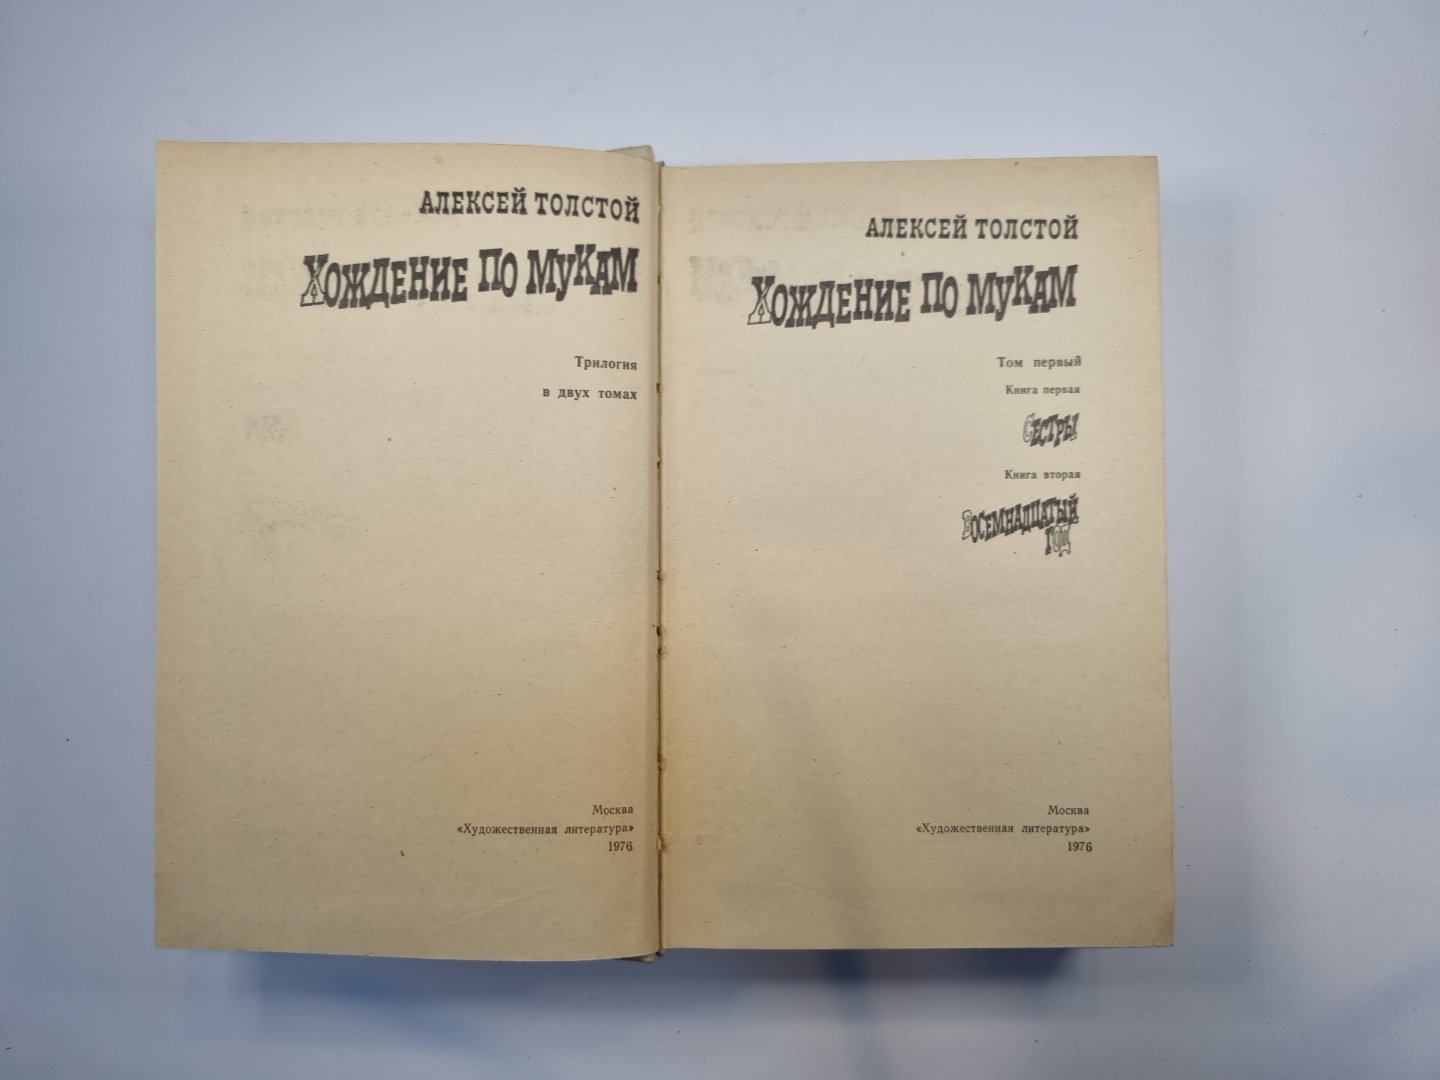 АЛЕКСЕЙ ТОЛСТОЙ
ХОЖДЕНИЕ ПО МУКАМ
Трилогия
в двух томах
Москва
«Художественная литература»
1976
АЛЕКСЕЙ ТОЛСТОЙ
ХОЖДЕНИЕ ПО МУКАМ
Том первый
Книга первая
СЕСТРЫ
Книга вторая
ВОСЕМНАДЦАТЫЙ
ГОД
Москва
«Художественная литература»
1976